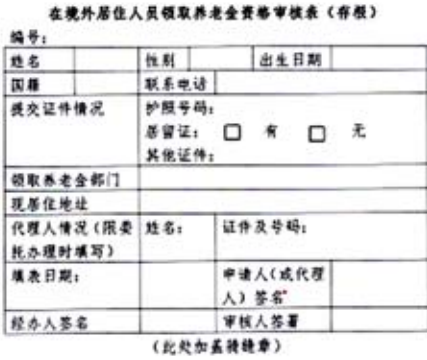 在境外居住人员领取养老金资格审核表（存根）
编号：
姓名 性别 出生日期
国籍 联系电话
提交证件情况 护照号码：
居留证： □ 有 □ 无
其他证件：
领取养老金部门
现居住地址
代理人情况（限委 姓名： 证件及号码：
托办理时填写）
填表日期： 申请人（或代理
人）签名
经办人签名 审核人签署
（此处加盖骑缝章）